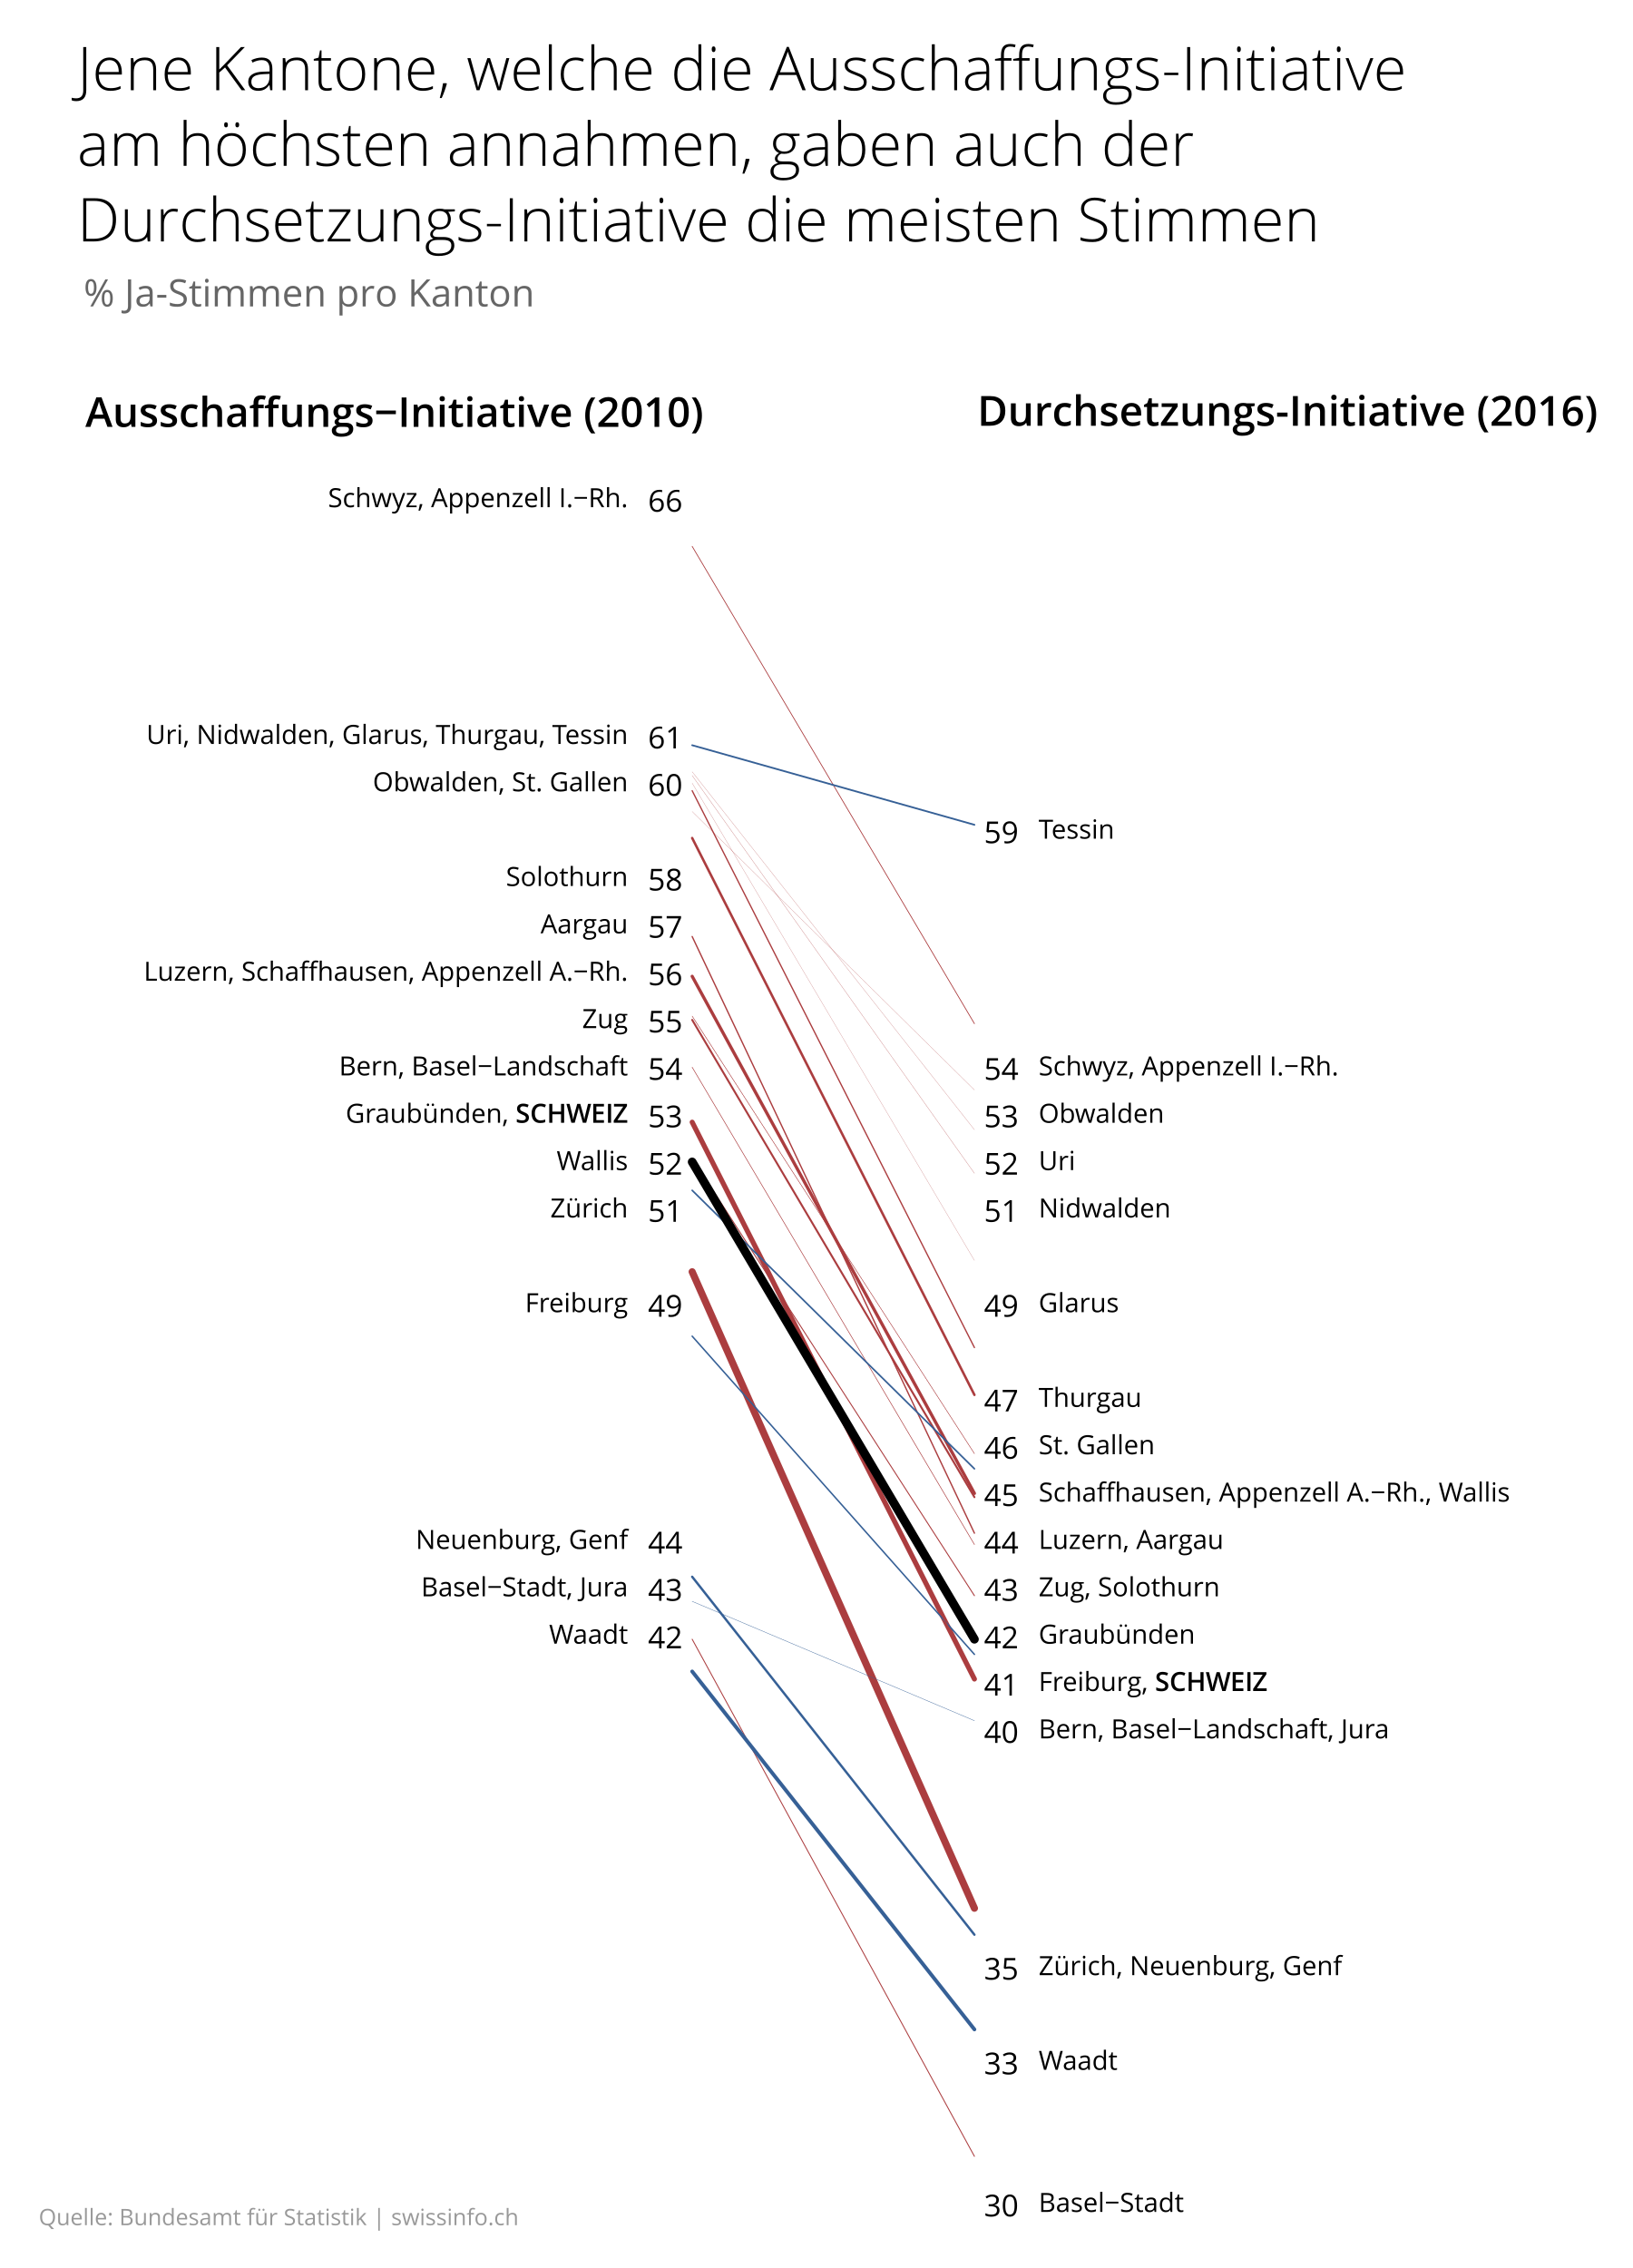 Jene Kantone, welche die Ausschaffungs-Initiative
am höchsten annahmen, gaben auch der
Durchsetzungs-Initiative die meisten Stimmen
% Ja-Stimmen pro Kanton
Ausschaffungs−Initiative (2010)
Schwyz, Appenzell I.−Rh. 66
Uri, Nidwalden, Glarus, Thurgau, Tessin 61
Obwalden, St. Gallen 60
Solothurn 58
Aargau 57
Luzern, Schaffhausen, Appenzell A.−Rh. 56
Zug 55
Bern, Basel−Landschaft 54
Graubünden, SCHWEIZ 53
Wallis 52
Zürich 51
Freiburg 49
Neuenburg, Genf 44
Basel−Stadt, Jura 43
Waadt 42
Durchsetzungs-Initiative (2016)
59 Tessin
54 Schwyz, Appenzell I.−Rh.
53 Obwalden
52 Uri
51 Nidwalden
49 Glarus
47 Thurgau
46 St. Gallen
45 Schaffhausen, Appenzell A.−Rh., Wallis
44 Luzern, Aargau
43 Zug, Solothurn
42 Graubünden
41 Freiburg, SCHWEIZ
40 Bern, Basel−Landschaft, Jura
35 Zürich, Neuenburg, Genf
33 Waadt
30 Basel−Stadt
Quelle: Bundesamt für Statistik | swissinfo.ch